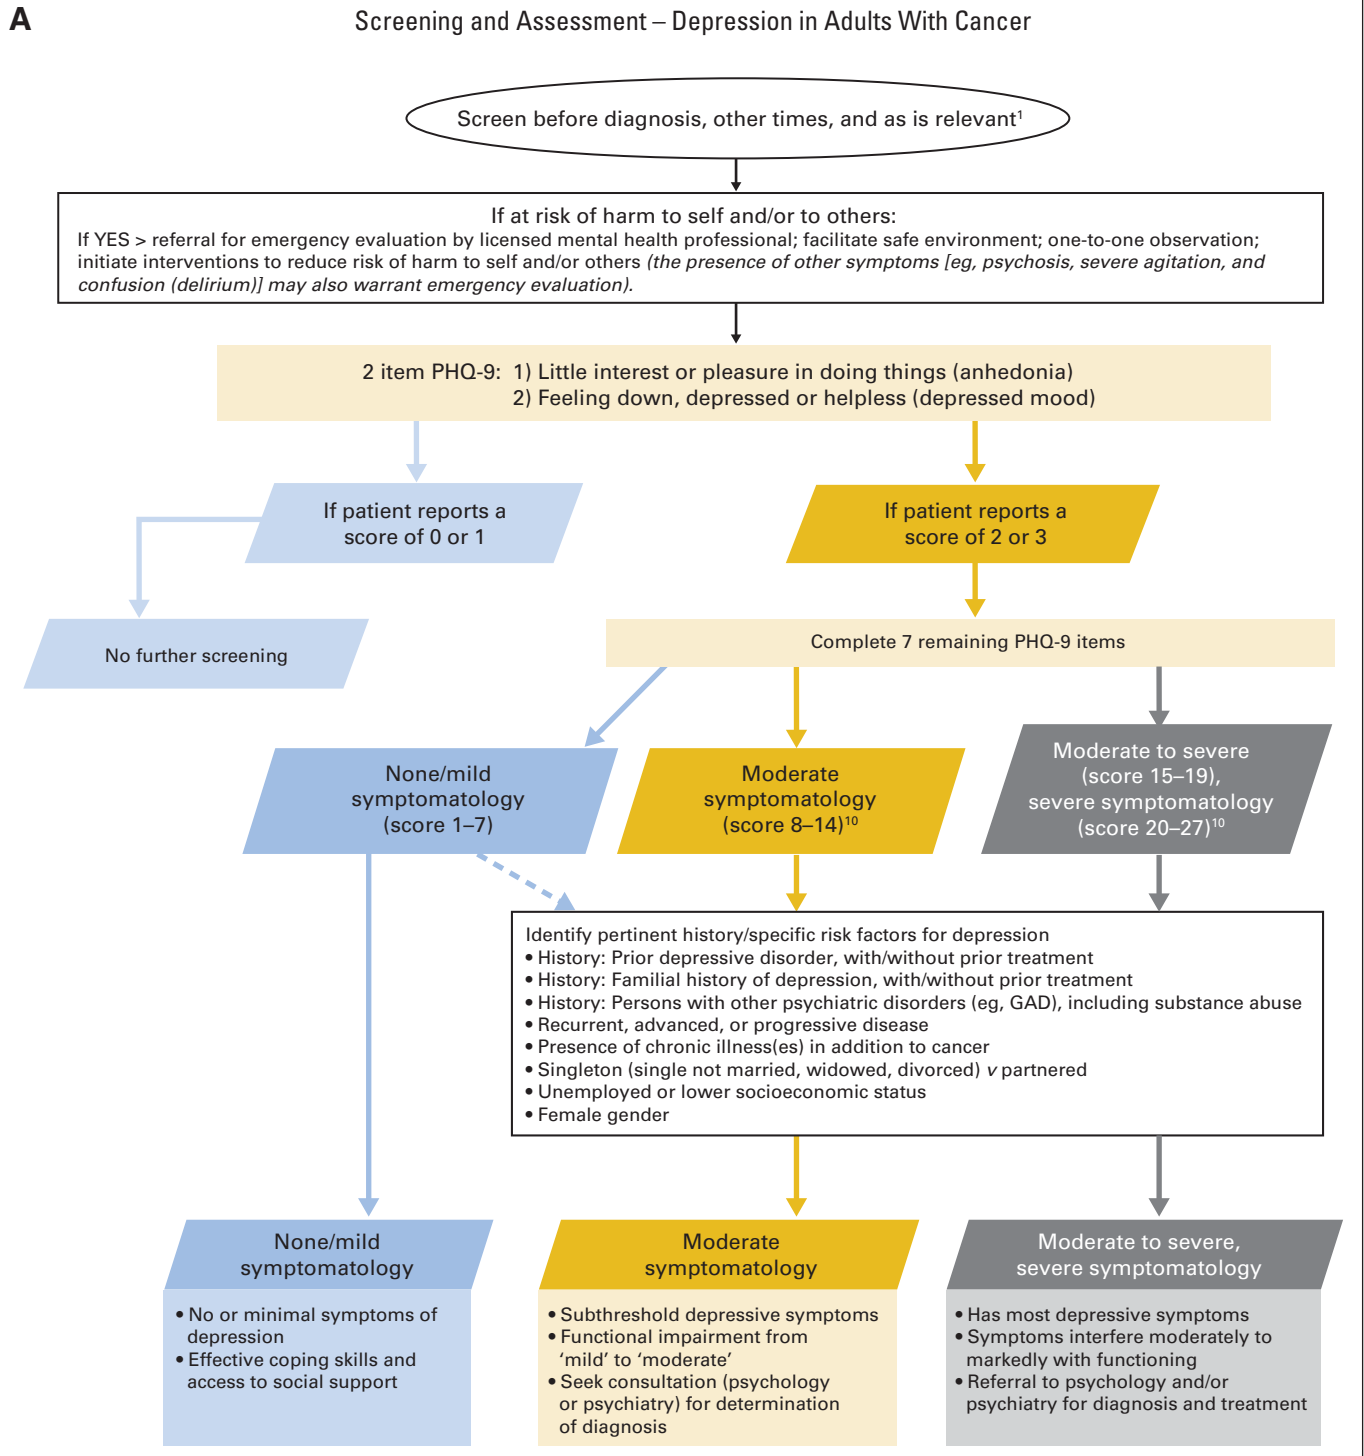 A
Screening and Assessment – Depression in Adults With Cancer
Screen before diagnosis, other times, and as is relevant¹
If at risk of harm to self and/or to others:
If YES > referral for emergency evaluation by licensed mental health professional; facilitate safe environment; one-to-one observation;
initiate interventions to reduce risk of harm to self and/or others (the presence of other symptoms [eg, psychosis, severe agitation, and
confusion (delirium)] may also warrant emergency evaluation).
2 item PHQ-9: 1) Little interest or pleasure in doing things (anhedonia)
2) Feeling down, depressed or helpless (depressed mood)
If patient reports a
score of 0 or 1
If patient reports a
score of 2 or 3
No further screening
Complete 7 remaining PHQ-9 items
None/mild
symptomatology
(score 1–7)
Moderate
symptomatology
(score 8–14)¹⁰
Moderate to severe
(score 15–19),
severe symptomatology
(score 20–27)¹⁰
Identify pertinent history/specific risk factors for depression
• History: Prior depressive disorder, with/without prior treatment
• History: Familial history of depression, with/without prior treatment
• History: Persons with other psychiatric disorders (eg, GAD), including substance abuse
• Recurrent, advanced, or progressive disease
• Presence of chronic illness(es) in addition to cancer
• Singleton (single not married, widowed, divorced) v partnered
• Unemployed or lower socioeconomic status
• Female gender
None/mild
symptomatology
• No or minimal symptoms of
depression
• Effective coping skills and
access to social support
Moderate
symptomatology
• Subthreshold depressive symptoms
• Functional impairment from
‘mild’ to ‘moderate’
• Seek consultation (psychology
or psychiatry) for determination
of diagnosis
Moderate to severe,
severe symptomatology
• Has most depressive symptoms
• Symptoms interfere moderately to
markedly with functioning
• Referral to psychology and/or
psychiatry for diagnosis and treatment